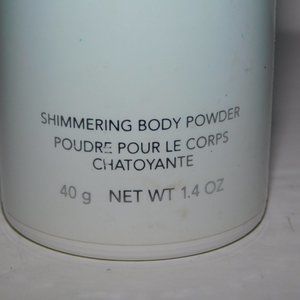 SHIMMERING BODY POWDER
POUDRE POUR LE CORPS
CHATOYANTE
40 g NET WT 1.4 OZ